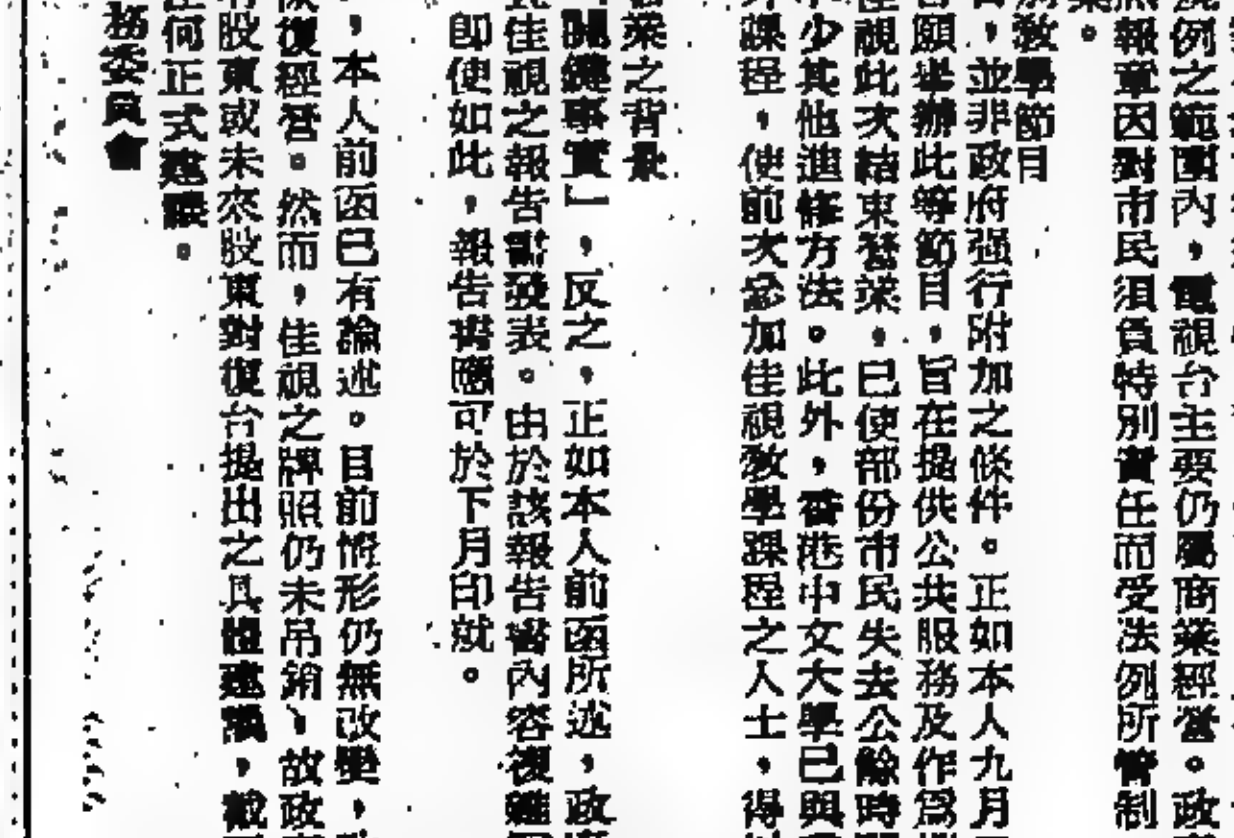 規例之範圍內，電視台主要仍屬商業經營。政
照報章因對市民須負特別責任而受法例所管制
業。
別教學節目
，並非政府强行附加之條件。正如本人九月
願舉辦此等節目，旨在提供公共服務及作爲
佳視此次結束營業，已使部份市民失去公餘時
少其他進修方法。此外，香港中文大學已與
外課程，使前次參加佳視教學課程之人士，得以
營業之背景
「關鍵事實」，反之，正如本人前函所述，政府
佳視之報告需發表。由於該報告書內容複雜
卽使如此，報告書應可於下月印就。
，本人前函已有論述。目前情形仍無改變，
恢復經營。然而，佳視之牌照仍未吊銷，故政
有股東或未來股東對復台提出之具體建議，戴
任何正式建議。
務委員會